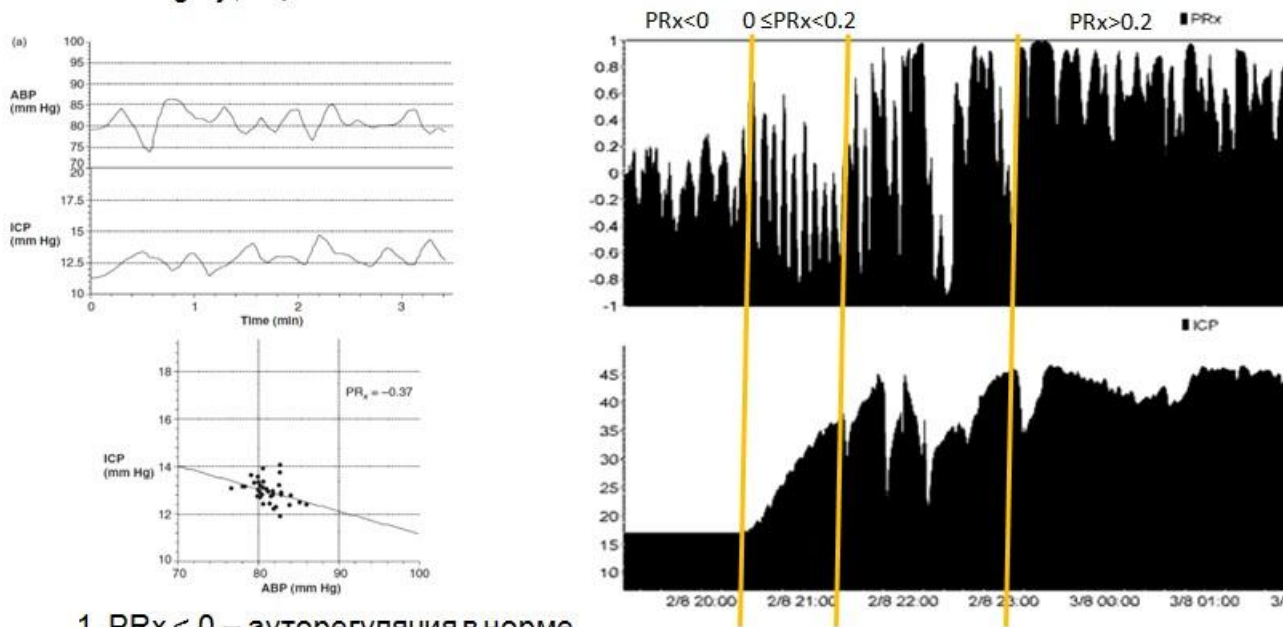 (a)
100
95
ABP
(mm Hg)
90
85
80
75
70
20
17.5
ICP
(mm Hg)
15
12.5
10
0 1 2 3
Time (min)
18
16
PRx = –0.37
ICP
(mm Hg)
14
12
10
70 80 90 100
ABP (mm Hg)
PRx<0 0 ≤PRx<0.2 PRx>0.2 PRx
1
0.8
0.6
0.4
0.2
0
-0.2
-0.4
-0.6
-0.8
-1
ICP
45
35
25
20
15
10
2/8 20:00 2/8 21:00 2/8 22:00 2/8 23:00 3/8 00:00 3/8 01:00
1. PRx < 0 – ауторегуляция в норме